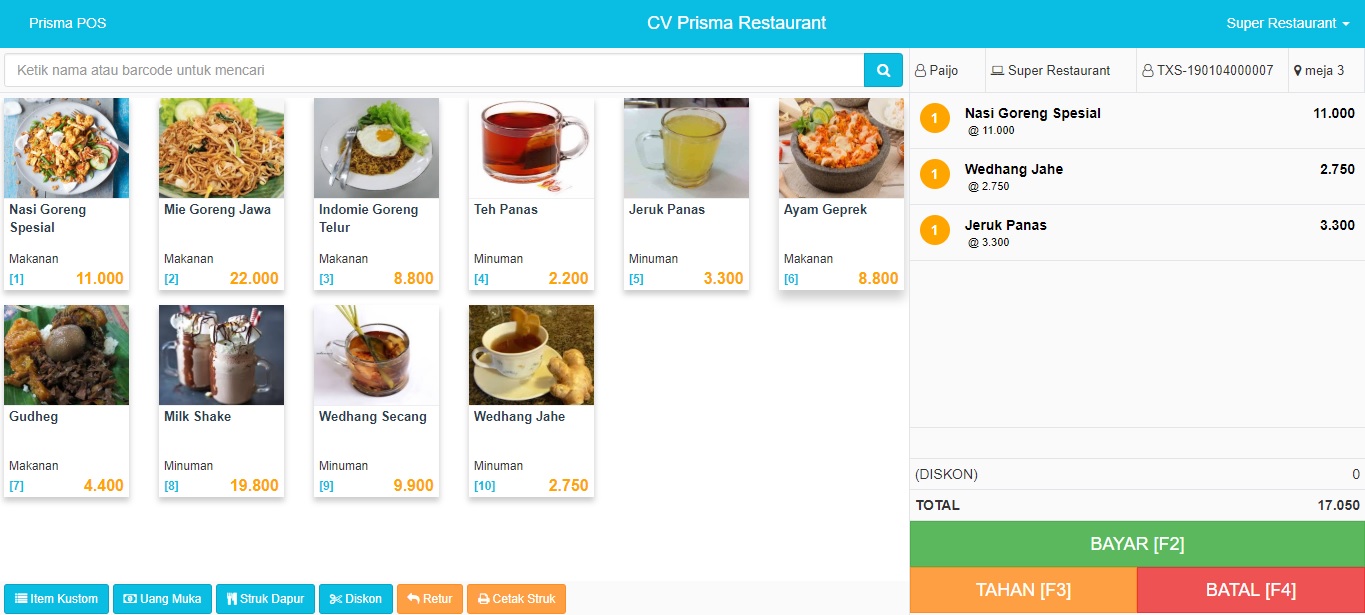 Prisma POS
CV Prisma Restaurant
Super Restaurant
Ketik nama atau barcode untuk mencari
Paijo
Super Restaurant
TXS-190104000007
meja 3
Nasi Goreng
Spesial
Makanan
[1] 11.000
Mie Goreng Jawa
Makanan
[2] 22.000
Indomie Goreng
Telur
Makanan
[3] 8.800
Teh Panas
Minuman
[4] 2.200
Jeruk Panas
Minuman
[5] 3.300
Ayam Geprek
Makanan
[6] 8.800
Gudheg
Makanan
[7] 4.400
Milk Shake
Minuman
[8] 19.800
Wedhang Secang
Minuman
[9] 9.900
Wedhang Jahe
Minuman
[10] 2.750
1 Nasi Goreng Spesial 11.000
@ 11.000
1 Wedhang Jahe 2.750
@ 2.750
1 Jeruk Panas 3.300
@ 3.300
(DISKON) 0
TOTAL 17.050
BAYAR [F2]
TAHAN [F3]
BATAL [F4]
Item Kustom
Uang Muka
Struk Dapur
Diskon
Retur
Cetak Struk